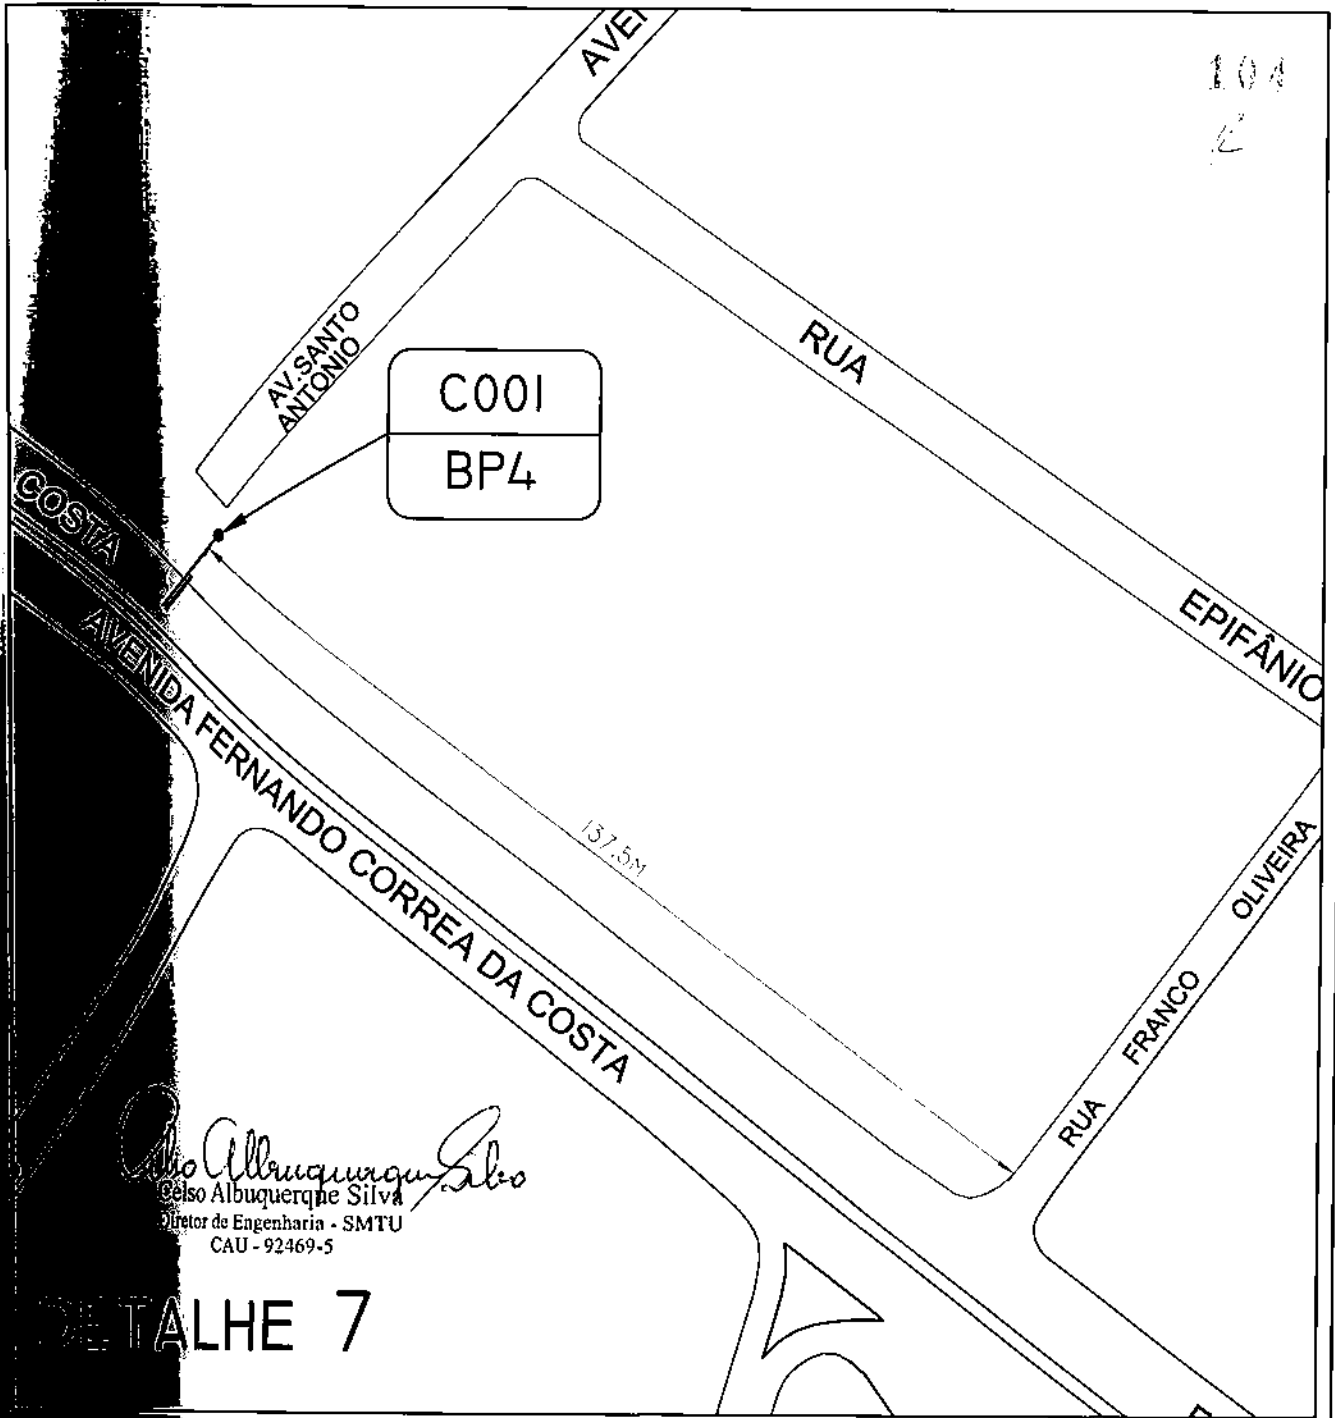 AVE
104
AV.SANTO
ANTONIO
RUA
C001
BP4
COSTA
EPIFÂNIO
AVENIDA FERNANDO CORREA DA COSTA
137.5M
OLIVEIRA
FRANCO
RUA
Celso Albuquerque Silva
Diretor de Engenharia - SMTU
CAU - 92469-5
DETALHE 7